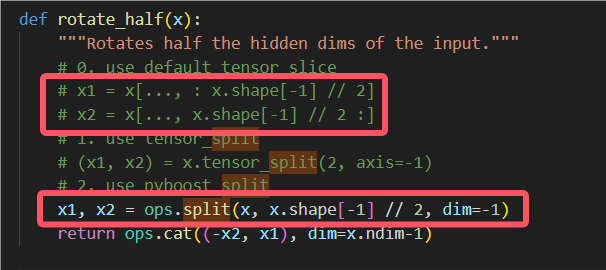 def rotate_half(x):
    """Rotates half the hidden dims of the input."""
    # 0. use default tensor slice
    # x1 = x[..., : x.shape[-1] // 2]
    # x2 = x[..., x.shape[-1] // 2 :]
    # 1. use tensor_split
    # (x1, x2) = x.tensor_split(2, axis=-1)
    # 2. use pyboost split
    x1, x2 = ops.split(x, x.shape[-1] // 2, dim=-1)
    return ops.cat((-x2, x1), dim=x.ndim-1)